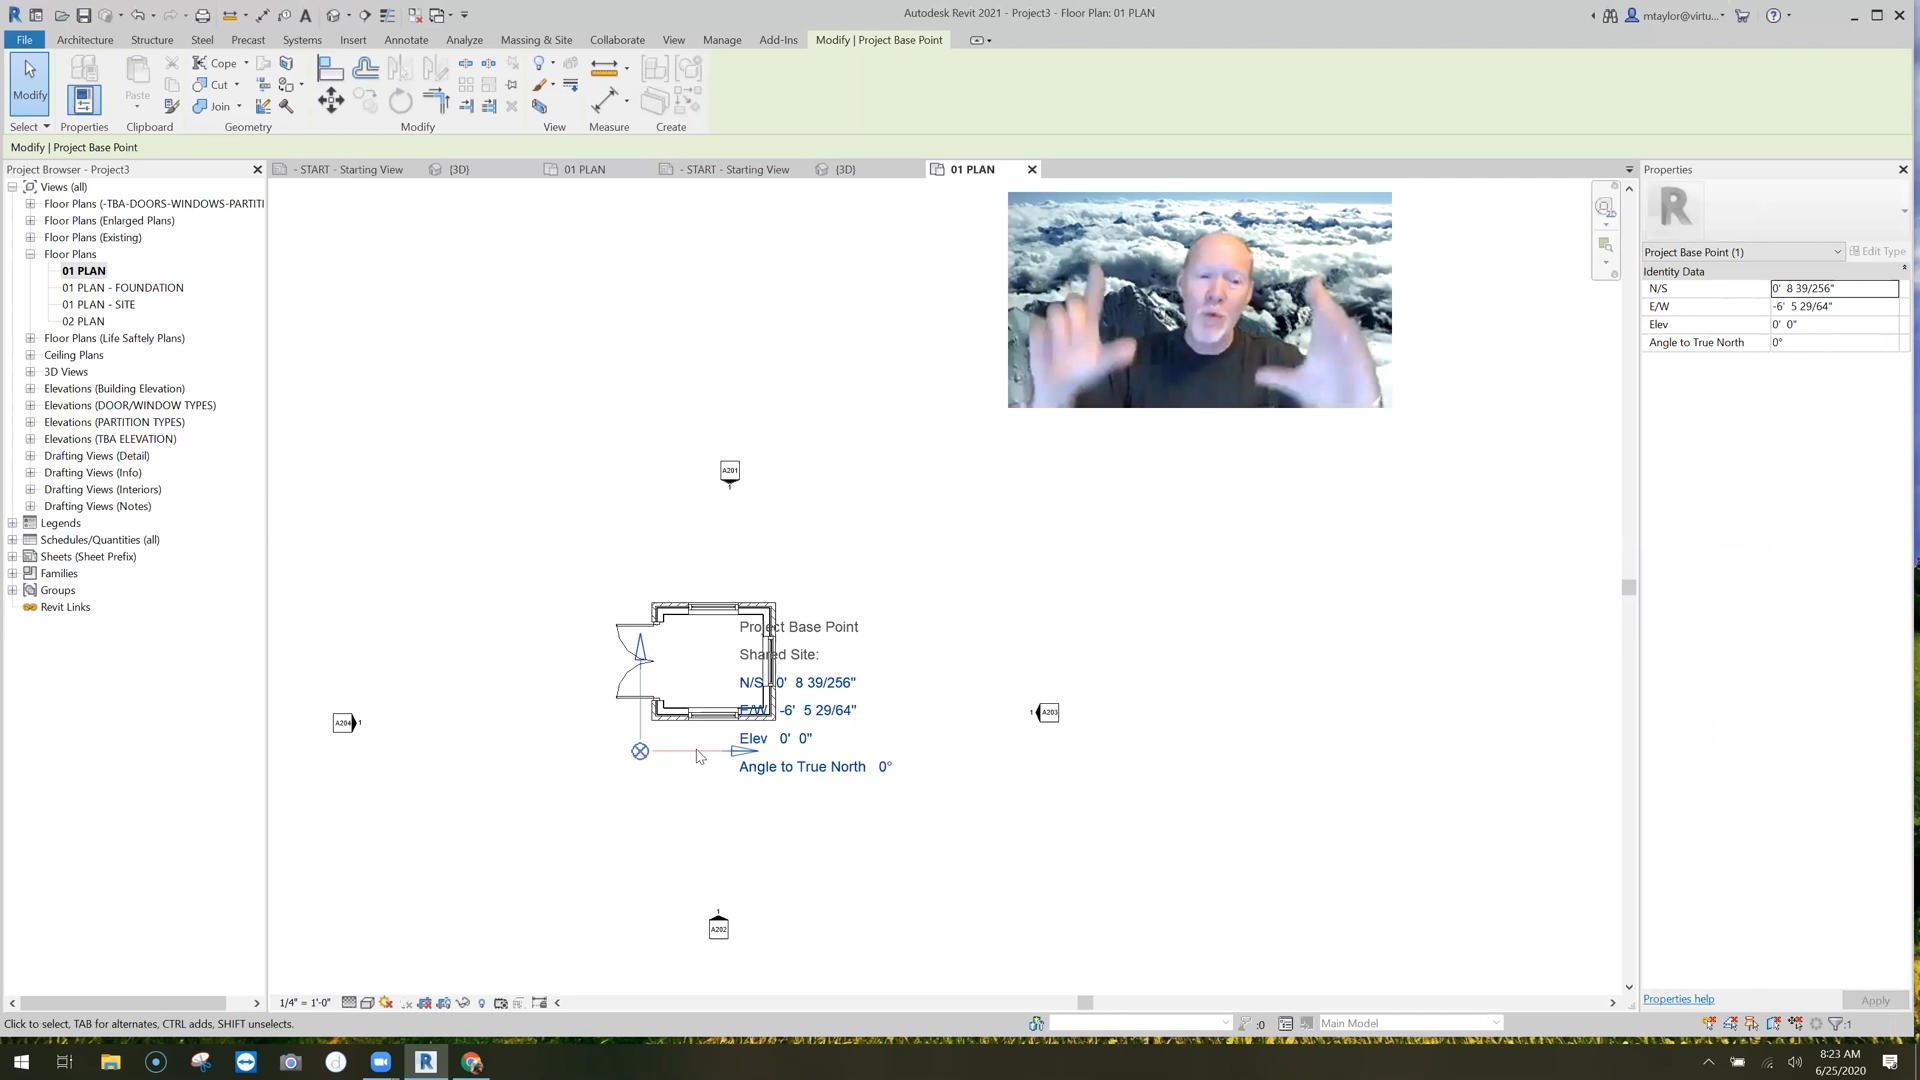 Autodesk Revit 2021 - Project3 - Floor Plan: 01 PLAN
mtaylor@virtu...
File Architecture Structure Steel Precast Systems Insert Annotate Analyze Massing & Site Collaborate View Manage Add-Ins Modify | Project Base Point
Modify
Paste
Cope
Cut
Join
Select Properties Clipboard Geometry Modify View Measure Create
Modify | Project Base Point
Project Browser - Project3
- START - Starting View {3D} 01 PLAN - START - Starting View {3D} 01 PLAN
Properties
Views (all)
Floor Plans (-TBA-DOORS-WINDOWS-PARTITI
Floor Plans (Enlarged Plans)
Floor Plans (Existing)
Floor Plans
01 PLAN
01 PLAN - FOUNDATION
01 PLAN - SITE
02 PLAN
Floor Plans (Life Saftely Plans)
Ceiling Plans
3D Views
Elevations (Building Elevation)
Elevations (DOOR/WINDOW TYPES)
Elevations (PARTITION TYPES)
Elevations (TBA ELEVATION)
Drafting Views (Detail)
Drafting Views (Info)
Drafting Views (Interiors)
Drafting Views (Notes)
Legends
Schedules/Quantities (all)
Sheets (Sheet Prefix)
Families
Groups
Revit Links
A201
1
A204 1
1 A203
1
A202
Project Base Point
Shared Site:
N/S 0' 8 39/256"
E/W -6' 5 29/64"
Elev 0' 0"
Angle to True North 0°
2D
R
Project Base Point (1) Edit Type
Identity Data
N/S 0' 8 39/256"
E/W -6' 5 29/64"
Elev 0' 0"
Angle to True North 0°
Properties help Apply
1/4" = 1'-0"
Click to select, TAB for alternates, CTRL adds, SHIFT unselects.
:0 Main Model :1
8:23 AM
6/25/2020